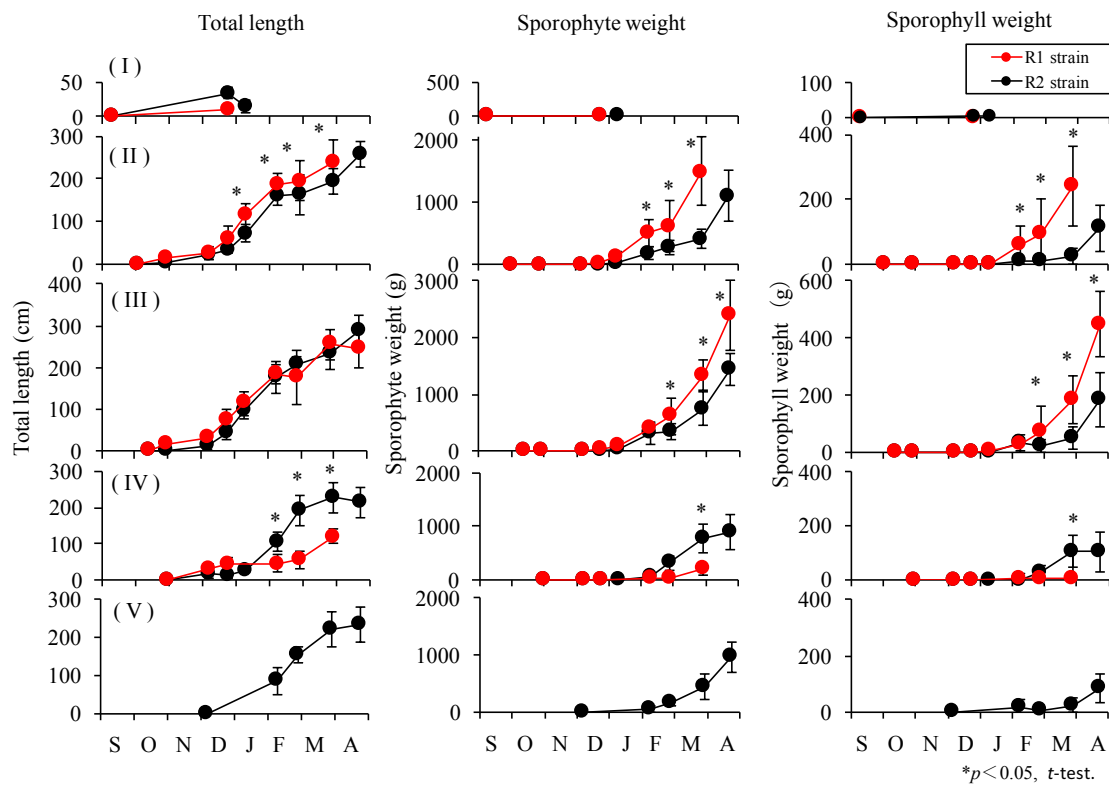 Total length
Sporophyte weight
Sporophyll weight
R1 strain
R2 strain
( I )
50
0
500
0
100
0
( II )
300
200
100
0
2000
1000
0
400
200
0
* * * *
* * *
* * *
( III )
400
300
200
100
0
3000
2000
1000
0
600
400
200
0
* * *
* * *
Total length (cm)
Sporophyte weight (g)
Sporophyll weight (g)
( IV )
300
200
100
0
2000
1000
0
400
200
0
* * *
*
*
( V )
300
200
100
0
2000
1000
0
400
200
0
S O N D J F M A
S O N D J F M A
S O N D J F M A
*p＜0.05, t-test.